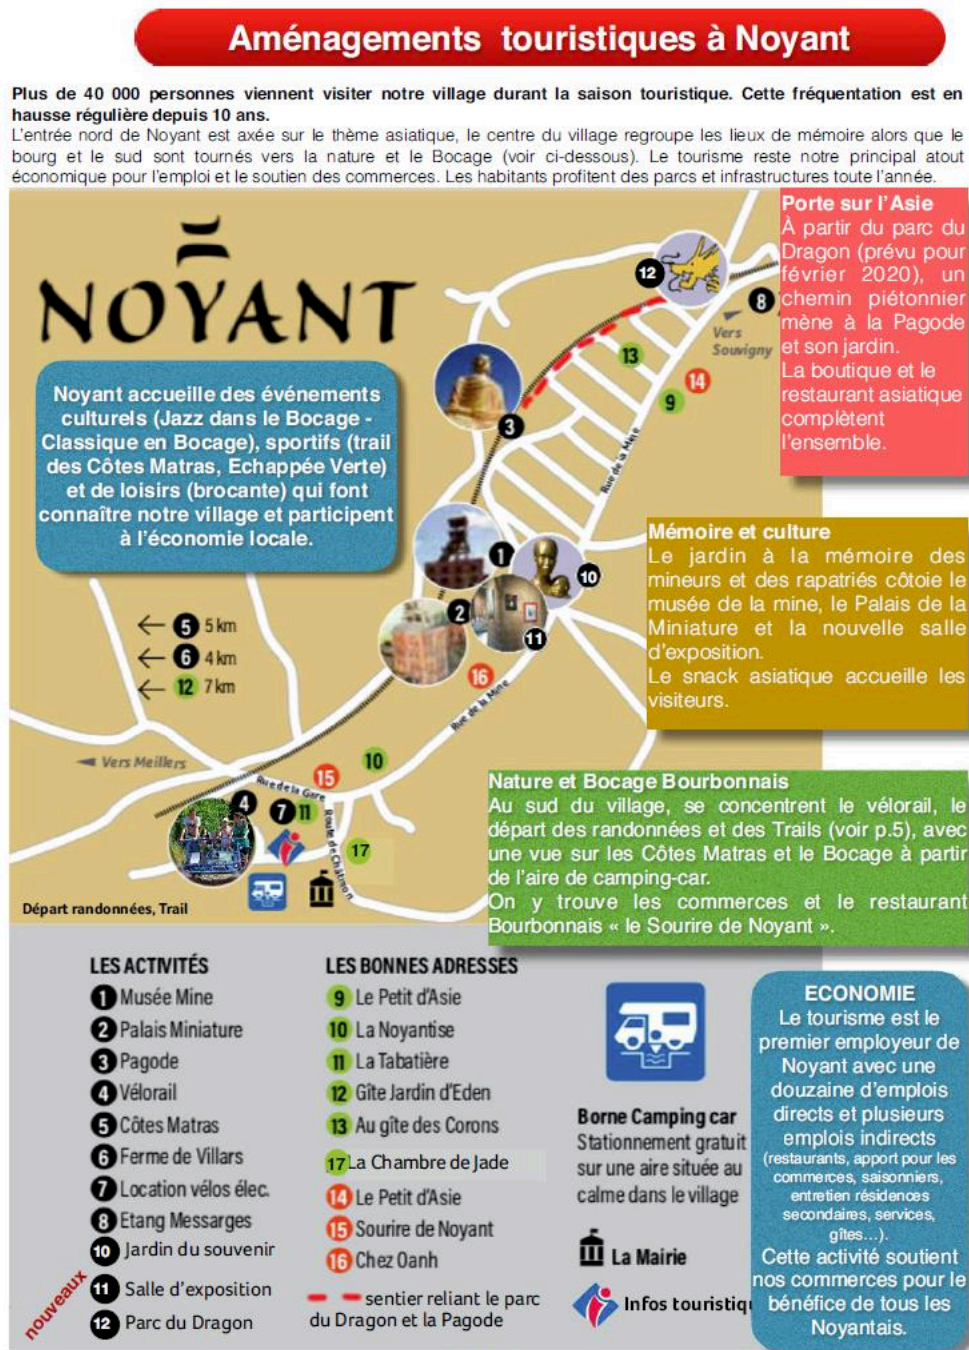 Aménagements touristiques à Noyant
Plus de 40 000 personnes viennent visiter notre village durant la saison touristique. Cette fréquentation est en
hausse régulière depuis 10 ans.
L'entrée nord de Noyant est axée sur le thème asiatique, le centre du village regroupe les lieux de mémoire alors que le
bourg et le sud sont tournés vers la nature et le Bocage (voir ci-dessous). Le tourisme reste notre principal atout
économique pour l'emploi et le soutien des commerces. Les habitants profitent des parcs et infrastructures toute l'année.
NOYANT
Noyant accueille des événements
culturels (Jazz dans le Bocage -
Classique en Bocage), sportifs (trail
des Côtes Matras, Echappée Verte)
et de loisirs (brocante) qui font
connaître notre village et participent
à l'économie locale.
Porte sur l'Asie
À partir du parc du
Dragon (prévu pour
février 2020), un
chemin piétonnier
mène à la Pagode
et son jardin.
La boutique et le
restaurant asiatique
complètent
l'ensemble.
12
8
Vers
Souvigny
13
14
9
3
Rue de la Mine
1
10
2
11
16
Rue de la Mine
← 5 5 km
← 6 4 km
← 12 7 km
Vers Meillers
Rue de la Gare
15
10
4
7
11
17
Route de Châtillon
Départ randonnées, Trail
Mémoire et culture
Le jardin à la mémoire des
mineurs et des rapatriés côtoie le
musée de la mine, le Palais de la
Miniature et la nouvelle salle
d'exposition.
Le snack asiatique accueille les
visiteurs.
Nature et Bocage Bourbonnais
Au sud du village, se concentrent le vélorail, le
départ des randonnées et des Trails (voir p.5), avec
une vue sur les Côtes Matras et le Bocage à partir
de l'aire de camping-car.
On y trouve les commerces et le restaurant
Bourbonnais « le Sourire de Noyant ».
LES ACTIVITÉS
1 Musée Mine
2 Palais Miniature
3 Pagode
4 Vélorail
5 Côtes Matras
6 Ferme de Villars
7 Location vélos élec.
8 Etang Messarges
10 Jardin du souvenir
11 Salle d'exposition
12 Parc du Dragon
nouveaux
LES BONNES ADRESSES
9 Le Petit d'Asie
10 La Noyantise
11 La Tabatière
12 Gîte Jardin d'Eden
13 Au gîte des Corons
17 La Chambre de Jade
14 Le Petit d'Asie
15 Sourire de Noyant
16 Chez Oanh
sentier reliant le parc
du Dragon et la Pagode
Borne Camping car
Stationnement gratuit
sur une aire située au
calme dans le village
La Mairie
Infos touristiq
ECONOMIE
Le tourisme est le
premier employeur de
Noyant avec une
douzaine d'emplois
directs et plusieurs
emplois indirects
(restaurants, apport pour les
commerces, saisonniers,
entretien résidences
secondaires, services,
gîtes...).
Cette activité soutient
nos commerces pour le
bénéfice de tous les
Noyantais.